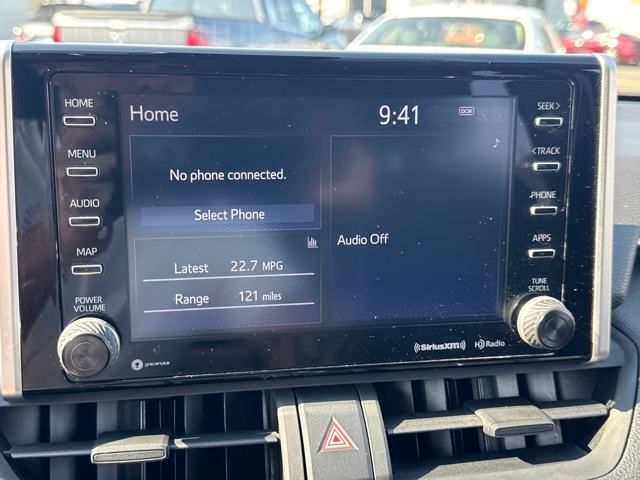 HOME
MENU
AUDIO
MAP
POWER
VOLUME
gracenote
Home
9:41
DCM
No phone connected.
Select Phone
Latest 22.7 MPG
Range 121 miles
Audio Off
SEEK>
<TRACK
PHONE
APPS
TUNE
SCROLL
SiriusXM
HD Radio